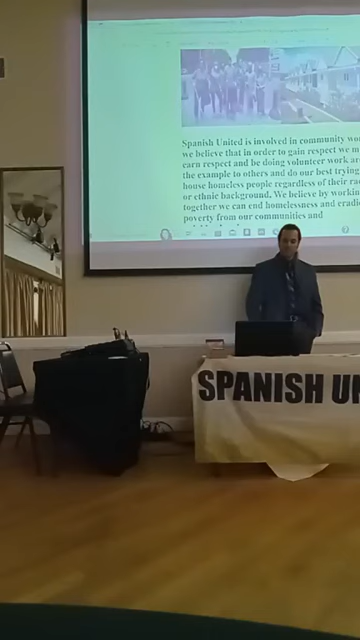 Spanish United is involved in community wo
we believe that in order to gain respect we m
earn respect and be doing volunteer work an
the example to others and do our best trying
house homeless people regardless of their ra
or ethnic background. We believe by workin
together we can end homelessness and eradi
poverty from our communities and
SPANISH UN